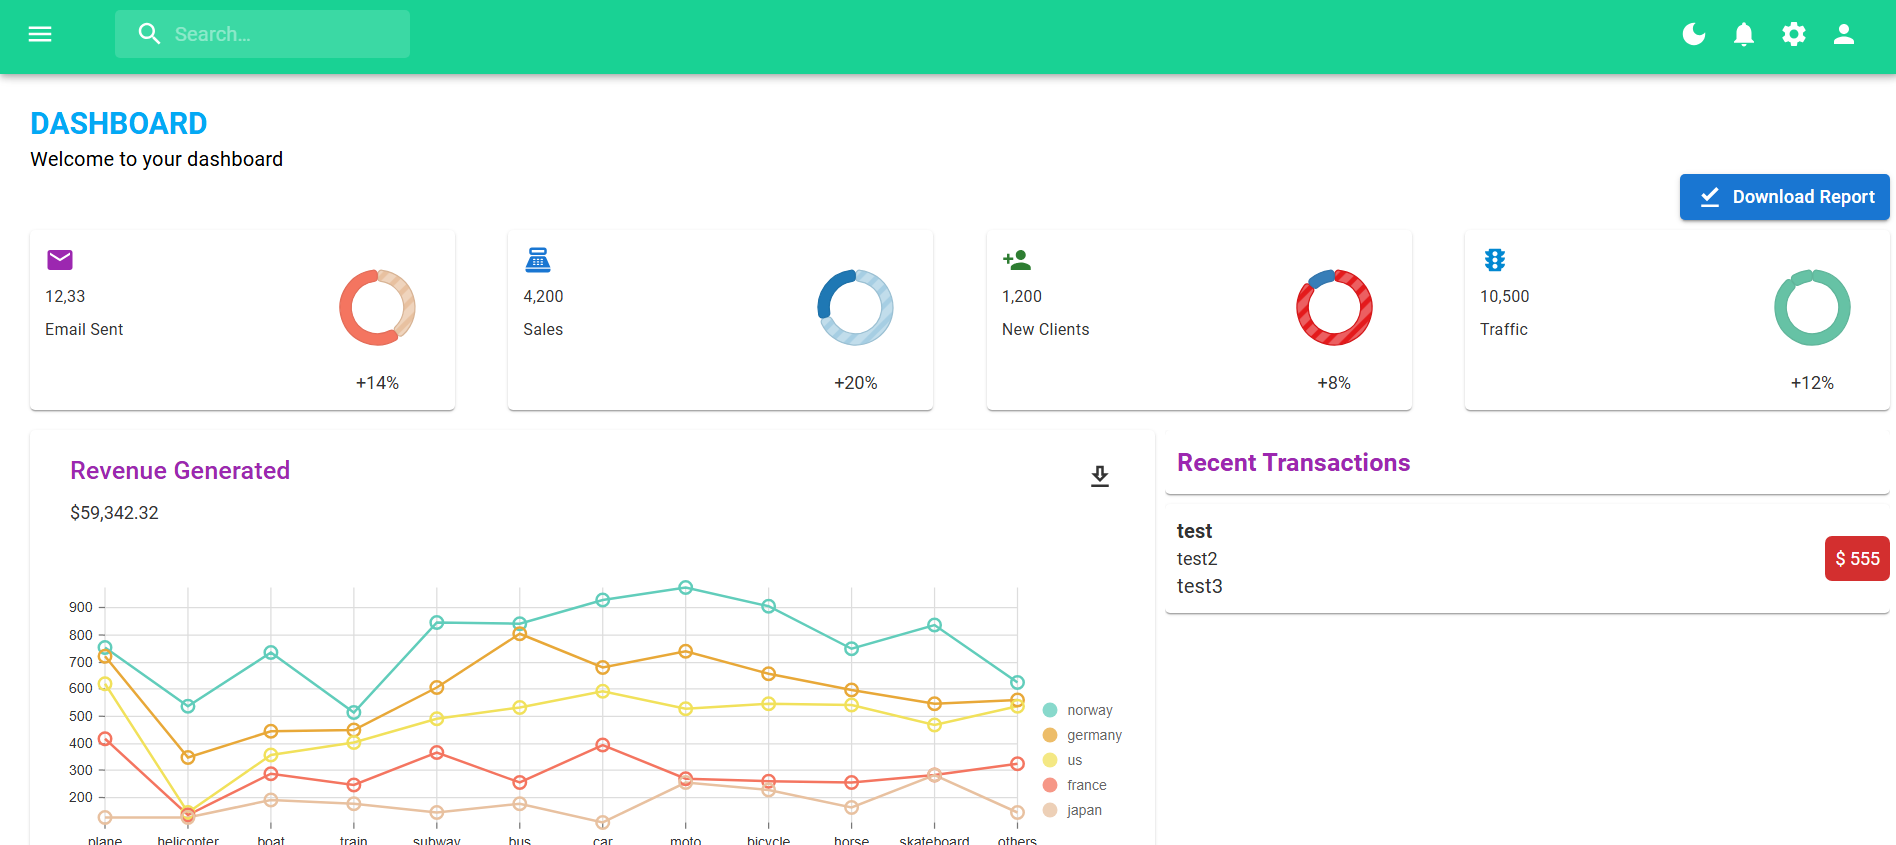 Search…
DASHBOARD
Welcome to your dashboard
Download Report
12,33
Email Sent
+14%
4,200
Sales
+20%
1,200
New Clients
+8%
10,500
Traffic
+12%
Revenue Generated
$59,342.32
900
800
700
600
500
400
300
200
plane helicopter boat train subway bus car moto bicycle horse skateboard others
norway
germany
us
france
japan
Recent Transactions
test
test2
test3
$ 555